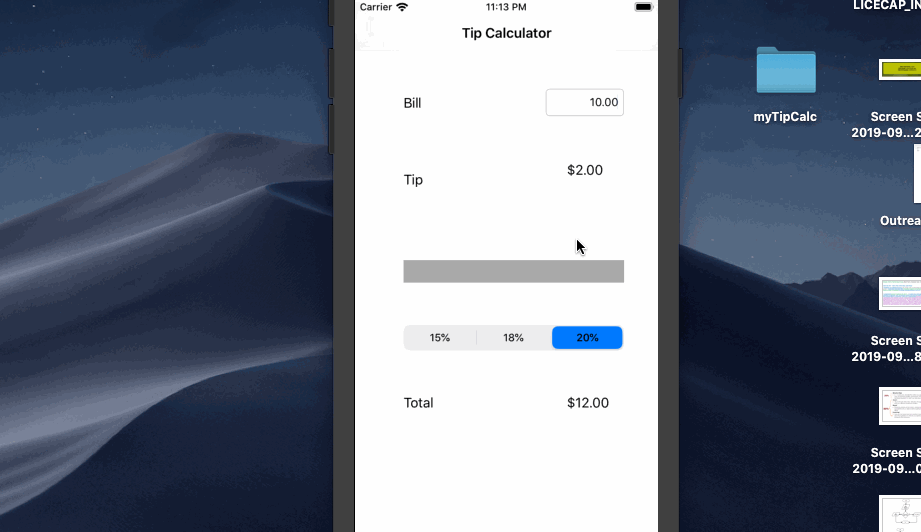 Carrier 11:13 PM
Tip Calculator
Bill 10.00
Tip $2.00
15% 18% 20%
Total $12.00
LICECAP_IN
myTipCalc
Screen S
2019-09...2
Outrea
Screen S
2019-09...8
Screen S
2019-09...0